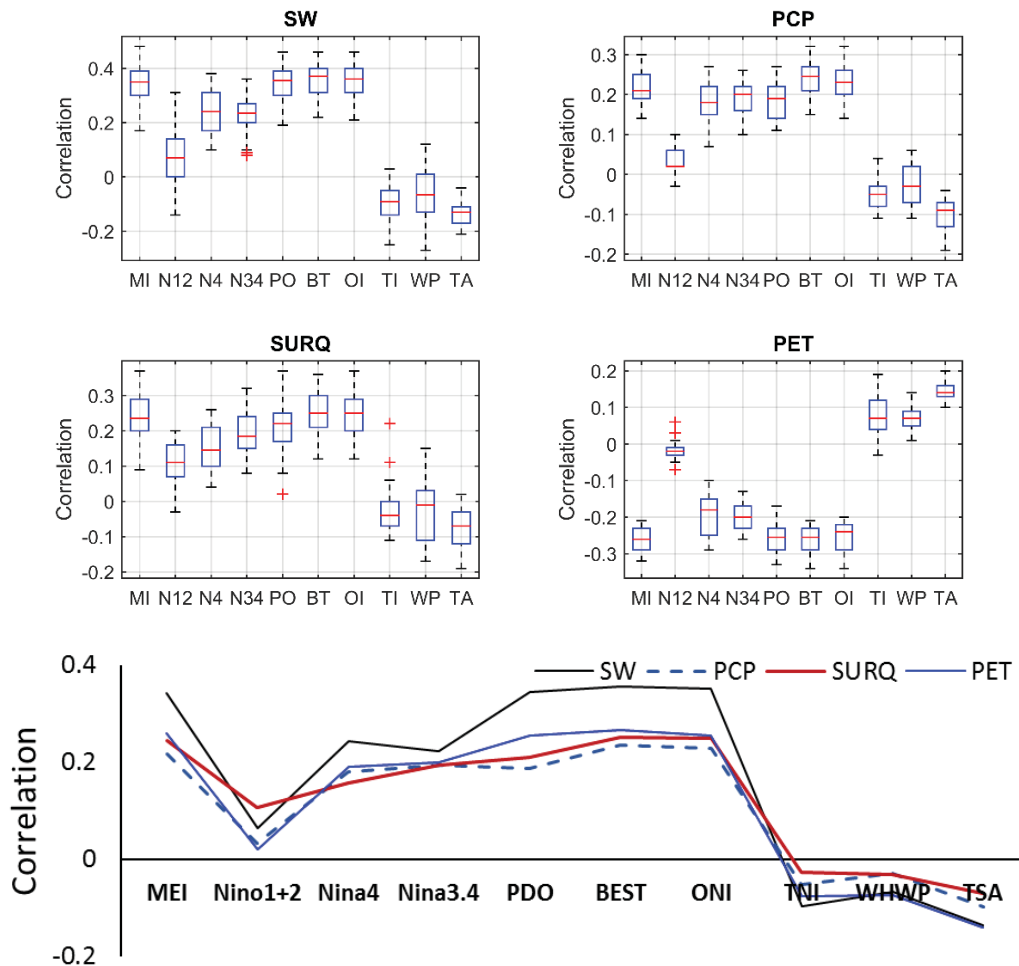 SW
Correlation
0.4
0.2
0
-0.2
MI N12 N4 N34 PO BT OI TI WP TA
PCP
Correlation
0.3
0.2
0.1
0
-0.1
-0.2
MI N12 N4 N34 PO BT OI TI WP TA
SURQ
Correlation
0.3
0.2
0.1
0
-0.1
-0.2
MI N12 N4 N34 PO BT OI TI WP TA
PET
Correlation
0.2
0.1
0
-0.1
-0.2
-0.3
MI N12 N4 N34 PO BT OI TI WP TA
SW PCP SURQ PET
Correlation
0.4
0.2
0
-0.2
MEI Nino1+2 Nina4 Nina3.4 PDO BEST ONI TNI WHWP TSA